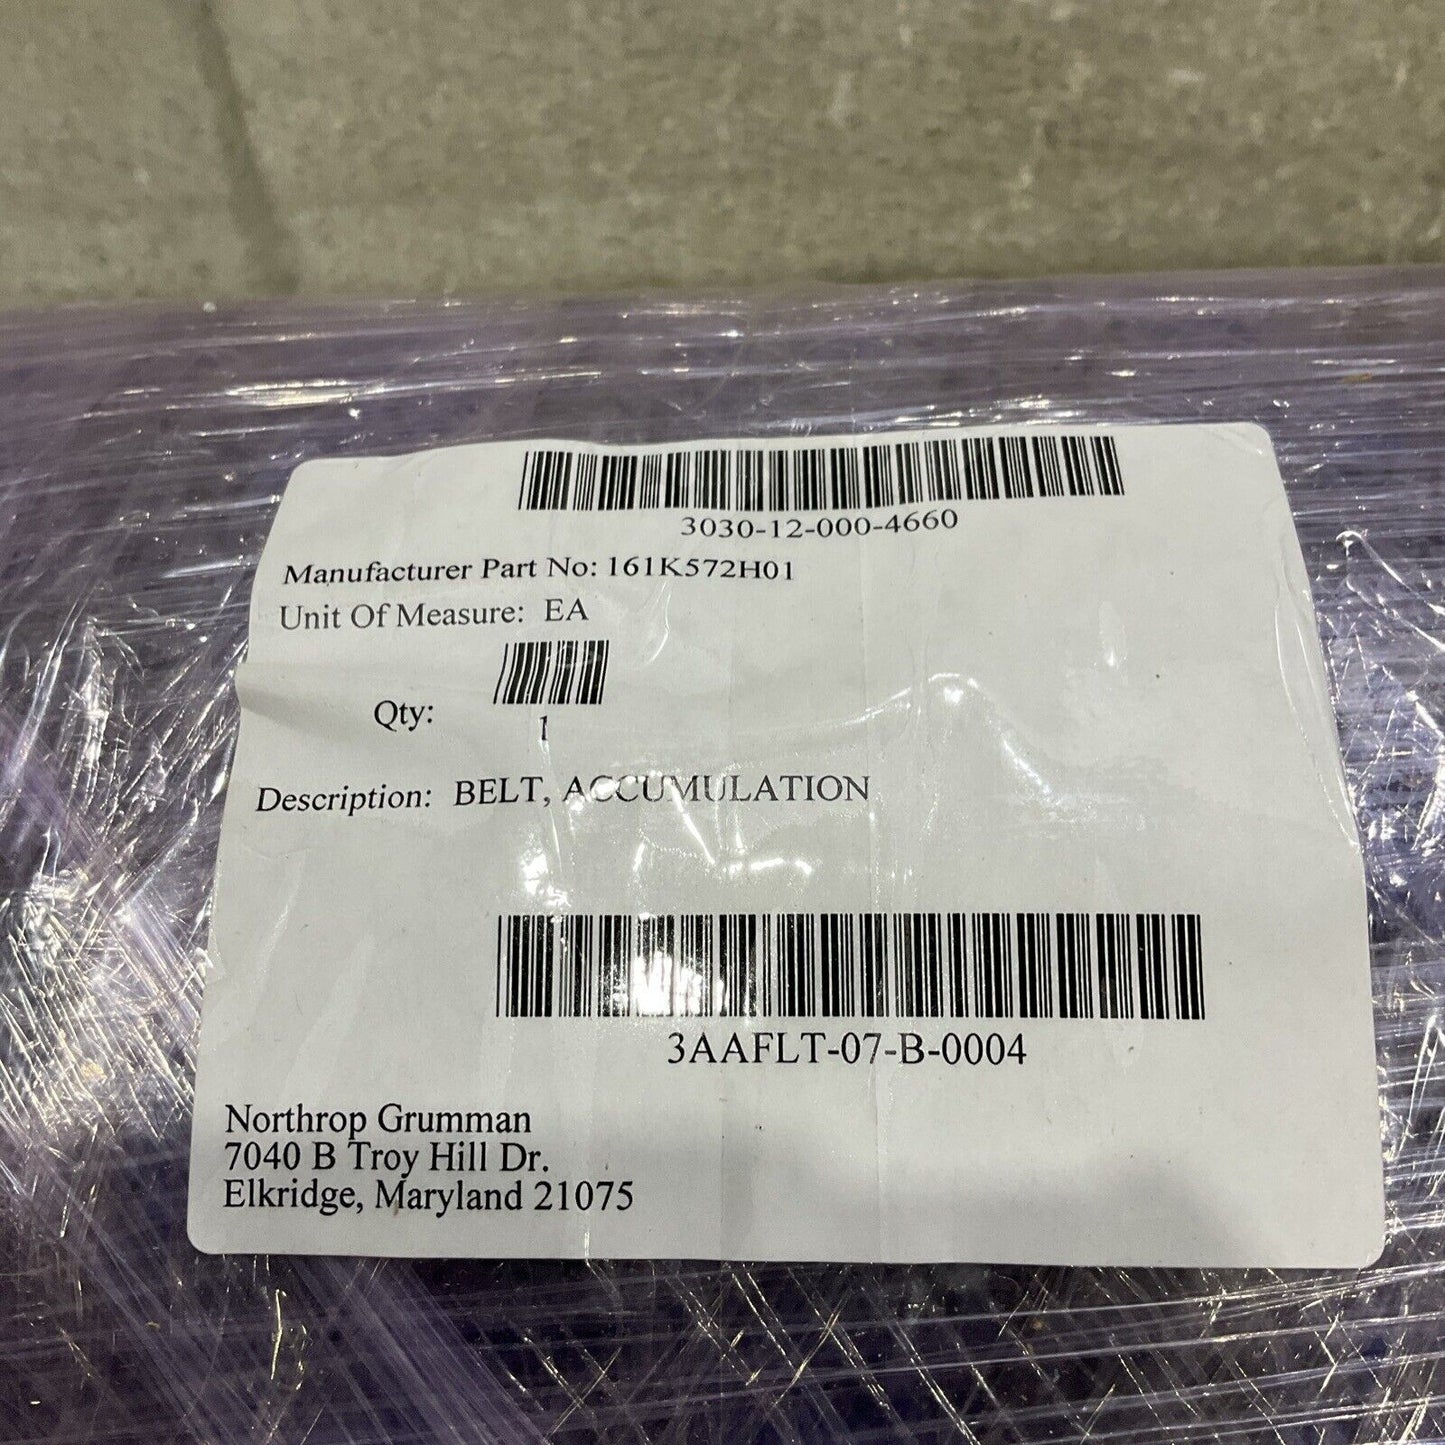 3030-12-000-4660
Manufacturer Part No: 161K572H01
Unit Of Measure: EA
Qty:
1
Description: BELT, ACCUMULATION
3AAFLT-07-B-0004
Northrop Grumman
7040 B Troy Hill Dr.
Elkridge, Maryland 21075